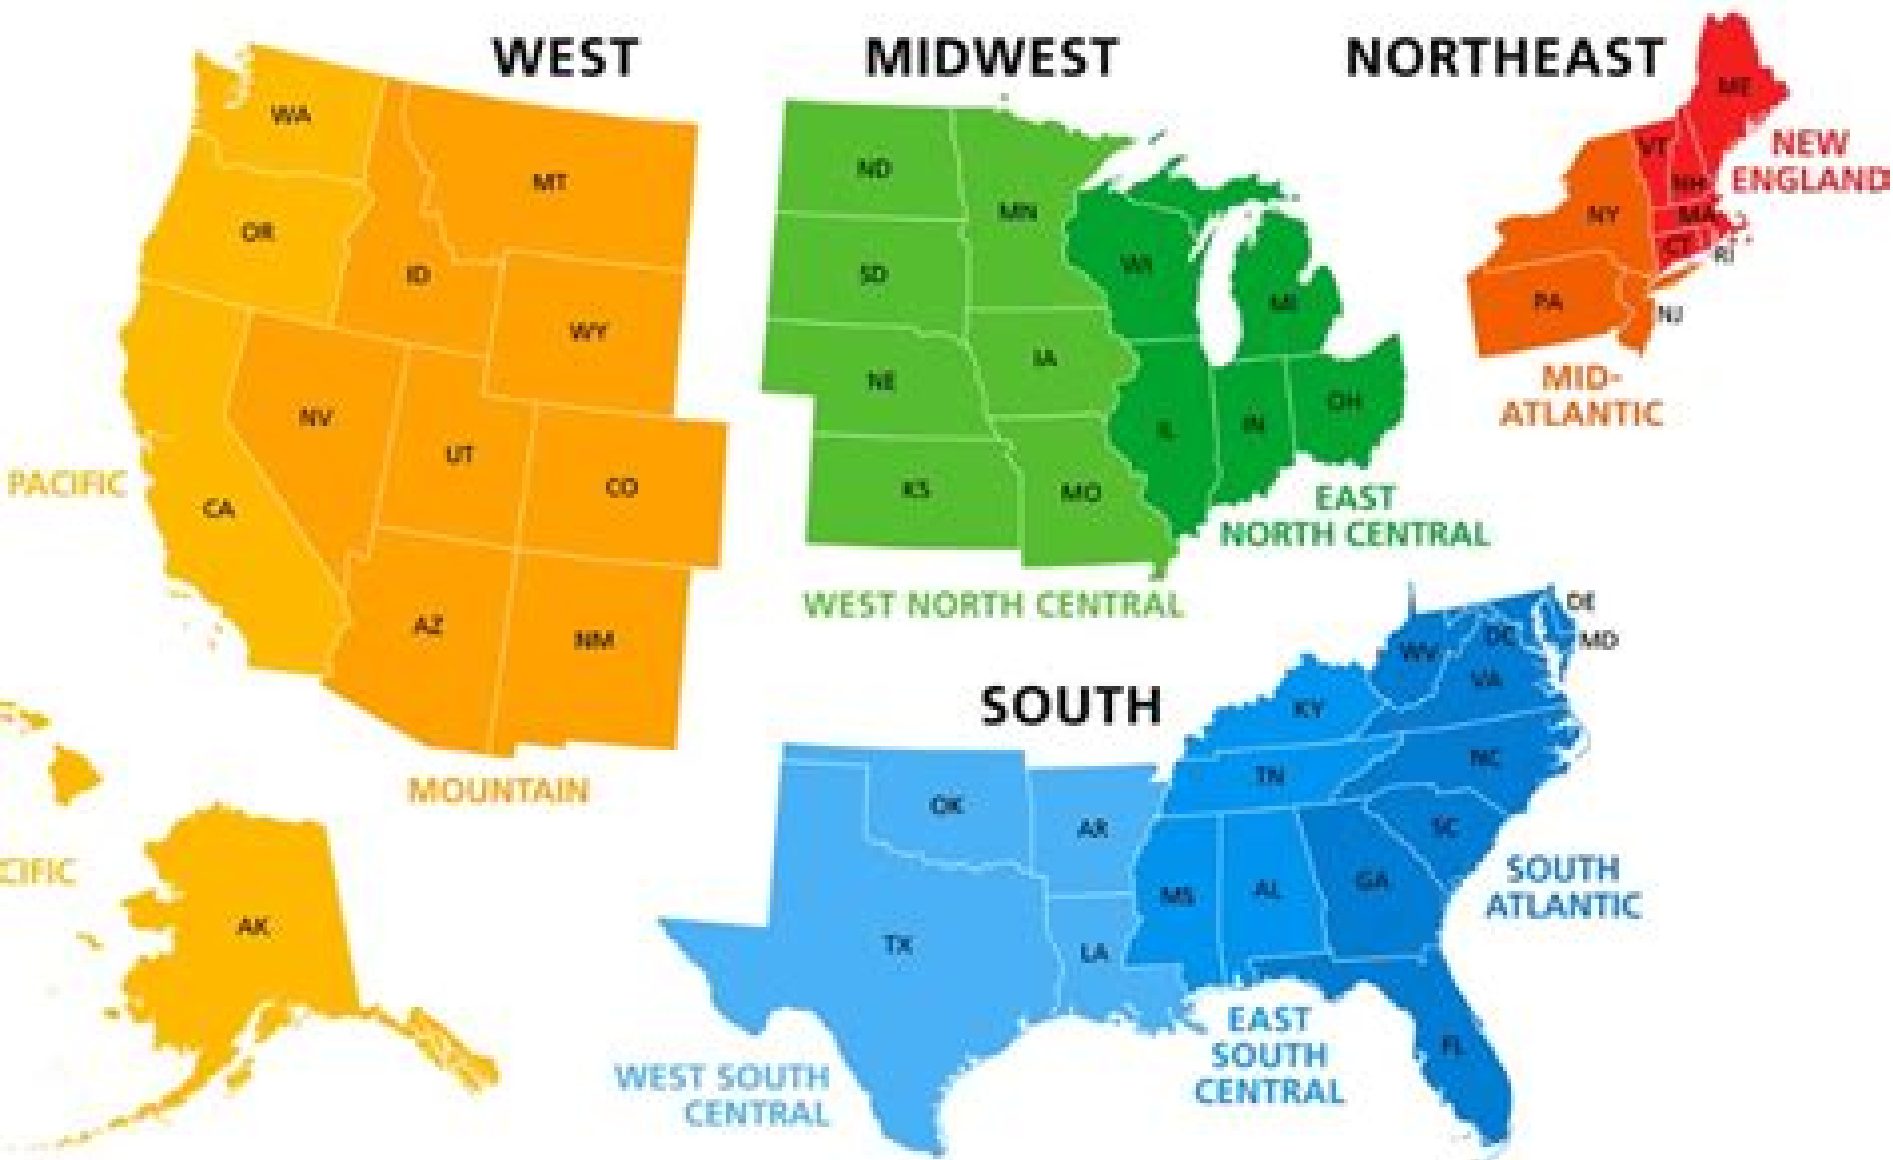 WEST
MIDWEST
NORTHEAST
WA
OR
CA
PACIFIC
MT
ID
WY
NV
UT
CO
AZ
NM
MOUNTAIN
CIFIC
AK
ND
MN
SD
NE
IA
KS
MO
WEST NORTH CENTRAL
WI
MI
IL
IN
OH
EAST
NORTH CENTRAL
ME
VT
NH
MA
CT
RI
NEW
ENGLAND
NY
PA
NJ
MID-
ATLANTIC
SOUTH
OK
AR
TX
LA
WEST SOUTH
CENTRAL
KY
TN
MS
AL
EAST
SOUTH
CENTRAL
DE
MD
DC
WV
VA
NC
SC
GA
FL
SOUTH
ATLANTIC